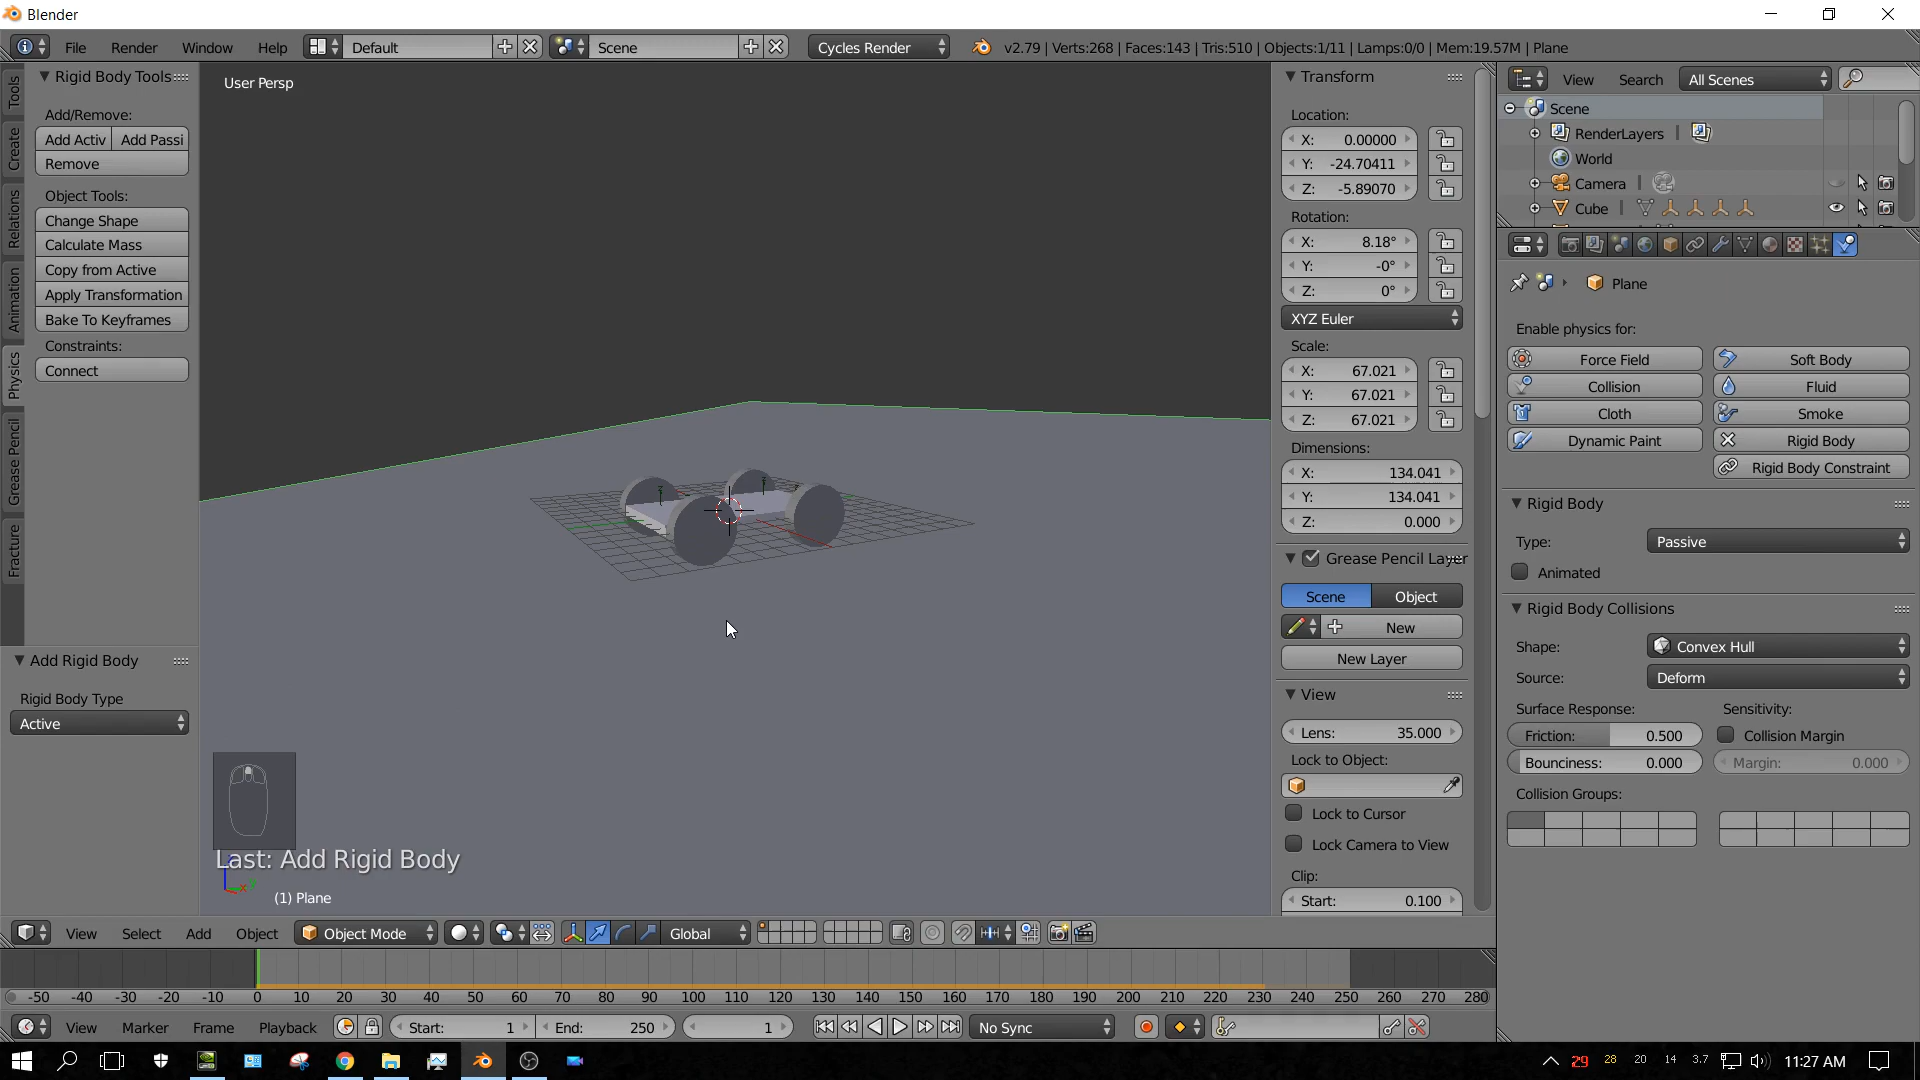 Blender
File Render Window Help Default Scene Cycles Render v2.79 | Verts:268 | Faces:143 | Tris:510 | Objects:1/11 | Lamps:0/0 | Mem:19.57M | Plane
Tools
Create
Relations
Animation
Physics
Grease Pencil
Fracture
Rigid Body Tools
Add/Remove:
Add Activ Add Passi
Remove
Object Tools:
Change Shape
Calculate Mass
Copy from Active
Apply Transformation
Bake To Keyframes
Constraints:
Connect
Add Rigid Body
Rigid Body Type
Active
User Persp
Last: Add Rigid Body
(1) Plane
Transform
Location:
X: 0.00000
Y: -24.70411
Z: -5.89070
Rotation:
X: 8.18°
Y: -0°
Z: 0°
XYZ Euler
Scale:
X: 67.021
Y: 67.021
Z: 67.021
Dimensions:
X: 134.041
Y: 134.041
Z: 0.000
Grease Pencil Layer
Scene Object
New
New Layer
View
Lens: 35.000
Lock to Object:
Lock to Cursor
Lock Camera to View
Clip:
Start: 0.100
View Search All Scenes
Scene
RenderLayers
World
Camera
Cube
Plane
Enable physics for:
Force Field Soft Body
Collision Fluid
Cloth Smoke
Dynamic Paint Rigid Body
Rigid Body Constraint
Rigid Body
Type: Passive
Animated
Rigid Body Collisions
Shape: Convex Hull
Source: Deform
Surface Response: Sensitivity:
Friction: 0.500 Collision Margin
Bounciness: 0.000 Margin: 0.000
Collision Groups:
View Select Add Object Object Mode Global
-50 -40 -30 -20 -10 0 10 20 30 40 50 60 70 80 90 100 110 120 130 140 150 160 170 180 190 200 210 220 230 240 250 260 270 280
View Marker Frame Playback Start: 1 End: 250 1 No Sync
29 28 20 14 3.7 11:27 AM